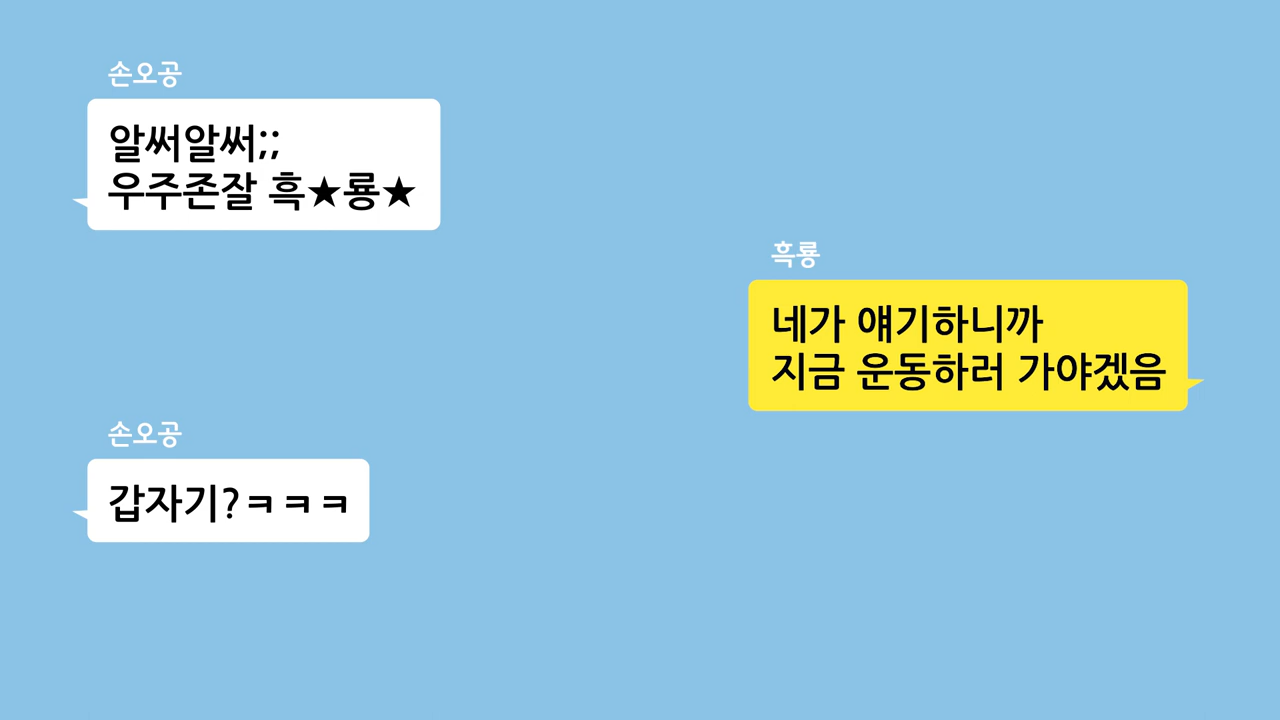 손오공
알써알써;;
우주존잘 흑★룡★
흑룡
네가 얘기하니까
지금 운동하러 가야겠음
손오공
갑자기?ㅋㅋㅋ